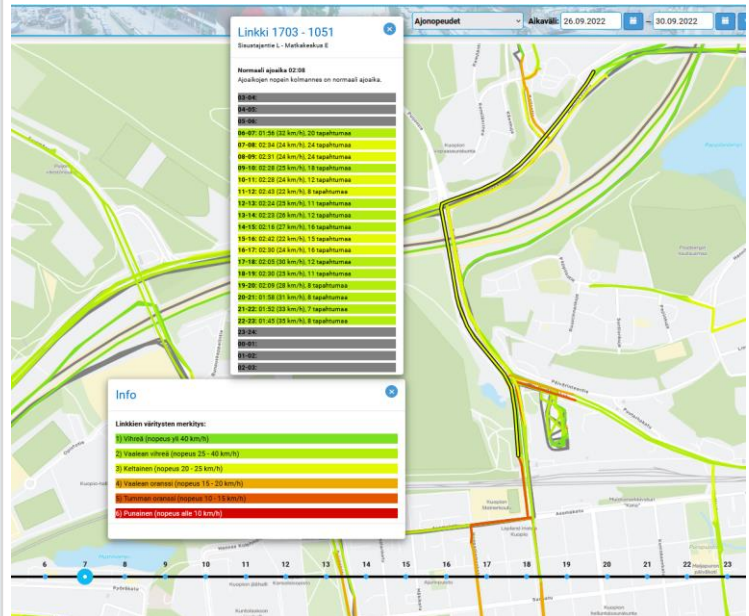 Linkki 1703 - 1051
Sisustajantie L - Matkakeskus E
Normaali ajoaika 02:08
Ajoaikojen nopein kolmannes on normaali ajoaika.
03-04:
04-05:
05-06:
06-07: 01:56 (32 km/h), 20 tapahtumaa
07-08: 02:34 (24 km/h), 24 tapahtumaa
08-09: 02:31 (24 km/h), 24 tapahtumaa
09-10: 02:28 (25 km/h), 18 tapahtumaa
10-11: 02:28 (24 km/h), 12 tapahtumaa
11-12: 02:43 (22 km/h), 8 tapahtumaa
12-13: 02:24 (25 km/h), 11 tapahtumaa
13-14: 02:23 (26 km/h), 12 tapahtumaa
14-15: 02:16 (27 km/h), 16 tapahtumaa
15-16: 02:42 (22 km/h), 15 tapahtumaa
16-17: 02:30 (24 km/h), 16 tapahtumaa
17-18: 02:05 (30 km/h), 12 tapahtumaa
18-19: 02:30 (25 km/h), 11 tapahtumaa
19-20: 02:09 (28 km/h), 8 tapahtumaa
20-21: 01:58 (31 km/h), 8 tapahtumaa
21-22: 01:52 (33 km/h), 7 tapahtumaa
22-23: 01:45 (35 km/h), 8 tapahtumaa
23-24:
00-01:
01-02:
02-03:
Ajonopeudet
Aikaväli: 26.09.2022 – 30.09.2022
Info
Linkkien väritysten merkitys:
1) Vihreä (nopeus yli 40 km/h)
2) Vaalean vihreä (nopeus 25 - 40 km/h)
3) Keltainen (nopeus 20 - 25 km/h)
4) Vaalean oranssi (nopeus 15 - 20 km/h)
5) Tumman oranssi (nopeus 10 - 15 km/h)
6) Punainen (nopeus alle 10 km/h)
Asemakatu
6 7 8 9 10 11 12 13 14 15 16 17 18 19 20 21 22 23